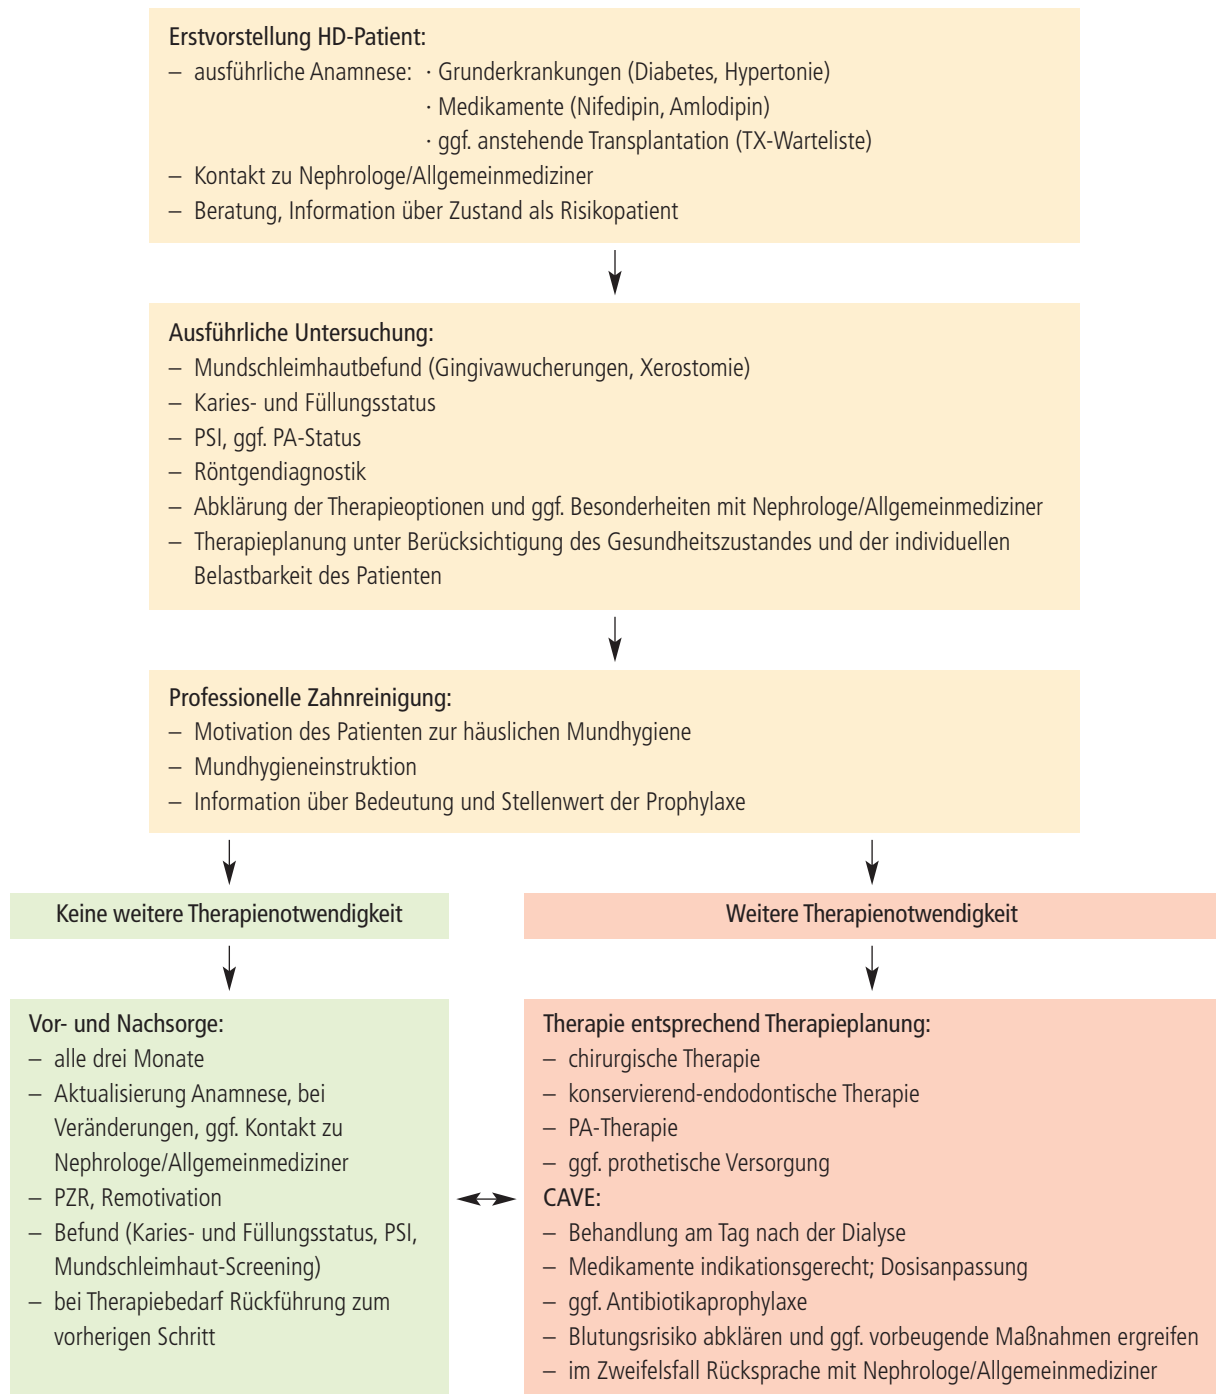 Erstvorstellung HD-Patient:
– ausführliche Anamnese: · Grunderkrankungen (Diabetes, Hypertonie)
· Medikamente (Nifedipin, Amlodipin)
· ggf. anstehende Transplantation (TX-Warteliste)
– Kontakt zu Nephrologe/Allgemeinmediziner
– Beratung, Information über Zustand als Risikopatient
Ausführliche Untersuchung:
– Mundschleimhautbefund (Gingivawucherungen, Xerostomie)
– Karies- und Füllungsstatus
– PSI, ggf. PA-Status
– Röntgendiagnostik
– Abklärung der Therapieoptionen und ggf. Besonderheiten mit Nephrologe/Allgemeinmediziner
– Therapieplanung unter Berücksichtigung des Gesundheitszustandes und der individuellen
Belastbarkeit des Patienten
Professionelle Zahnreinigung:
– Motivation des Patienten zur häuslichen Mundhygiene
– Mundhygieneinstruktion
– Information über Bedeutung und Stellenwert der Prophylaxe
Keine weitere Therapienotwendigkeit
Vor- und Nachsorge:
– alle drei Monate
– Aktualisierung Anamnese, bei
Veränderungen, ggf. Kontakt zu
Nephrologe/Allgemeinmediziner
– PZR, Remotivation
– Befund (Karies- und Füllungsstatus, PSI,
Mundschleimhaut-Screening)
– bei Therapiebedarf Rückführung zum
vorherigen Schritt
Weitere Therapienotwendigkeit
Therapie entsprechend Therapieplanung:
– chirurgische Therapie
– konservierend-endodontische Therapie
– PA-Therapie
– ggf. prothetische Versorgung
CAVE:
– Behandlung am Tag nach der Dialyse
– Medikamente indikationsgerecht; Dosisanpassung
– ggf. Antibiotikaprophylaxe
– Blutungsrisiko abklären und ggf. vorbeugende Maßnahmen ergreifen
– im Zweifelsfall Rücksprache mit Nephrologe/Allgemeinmediziner